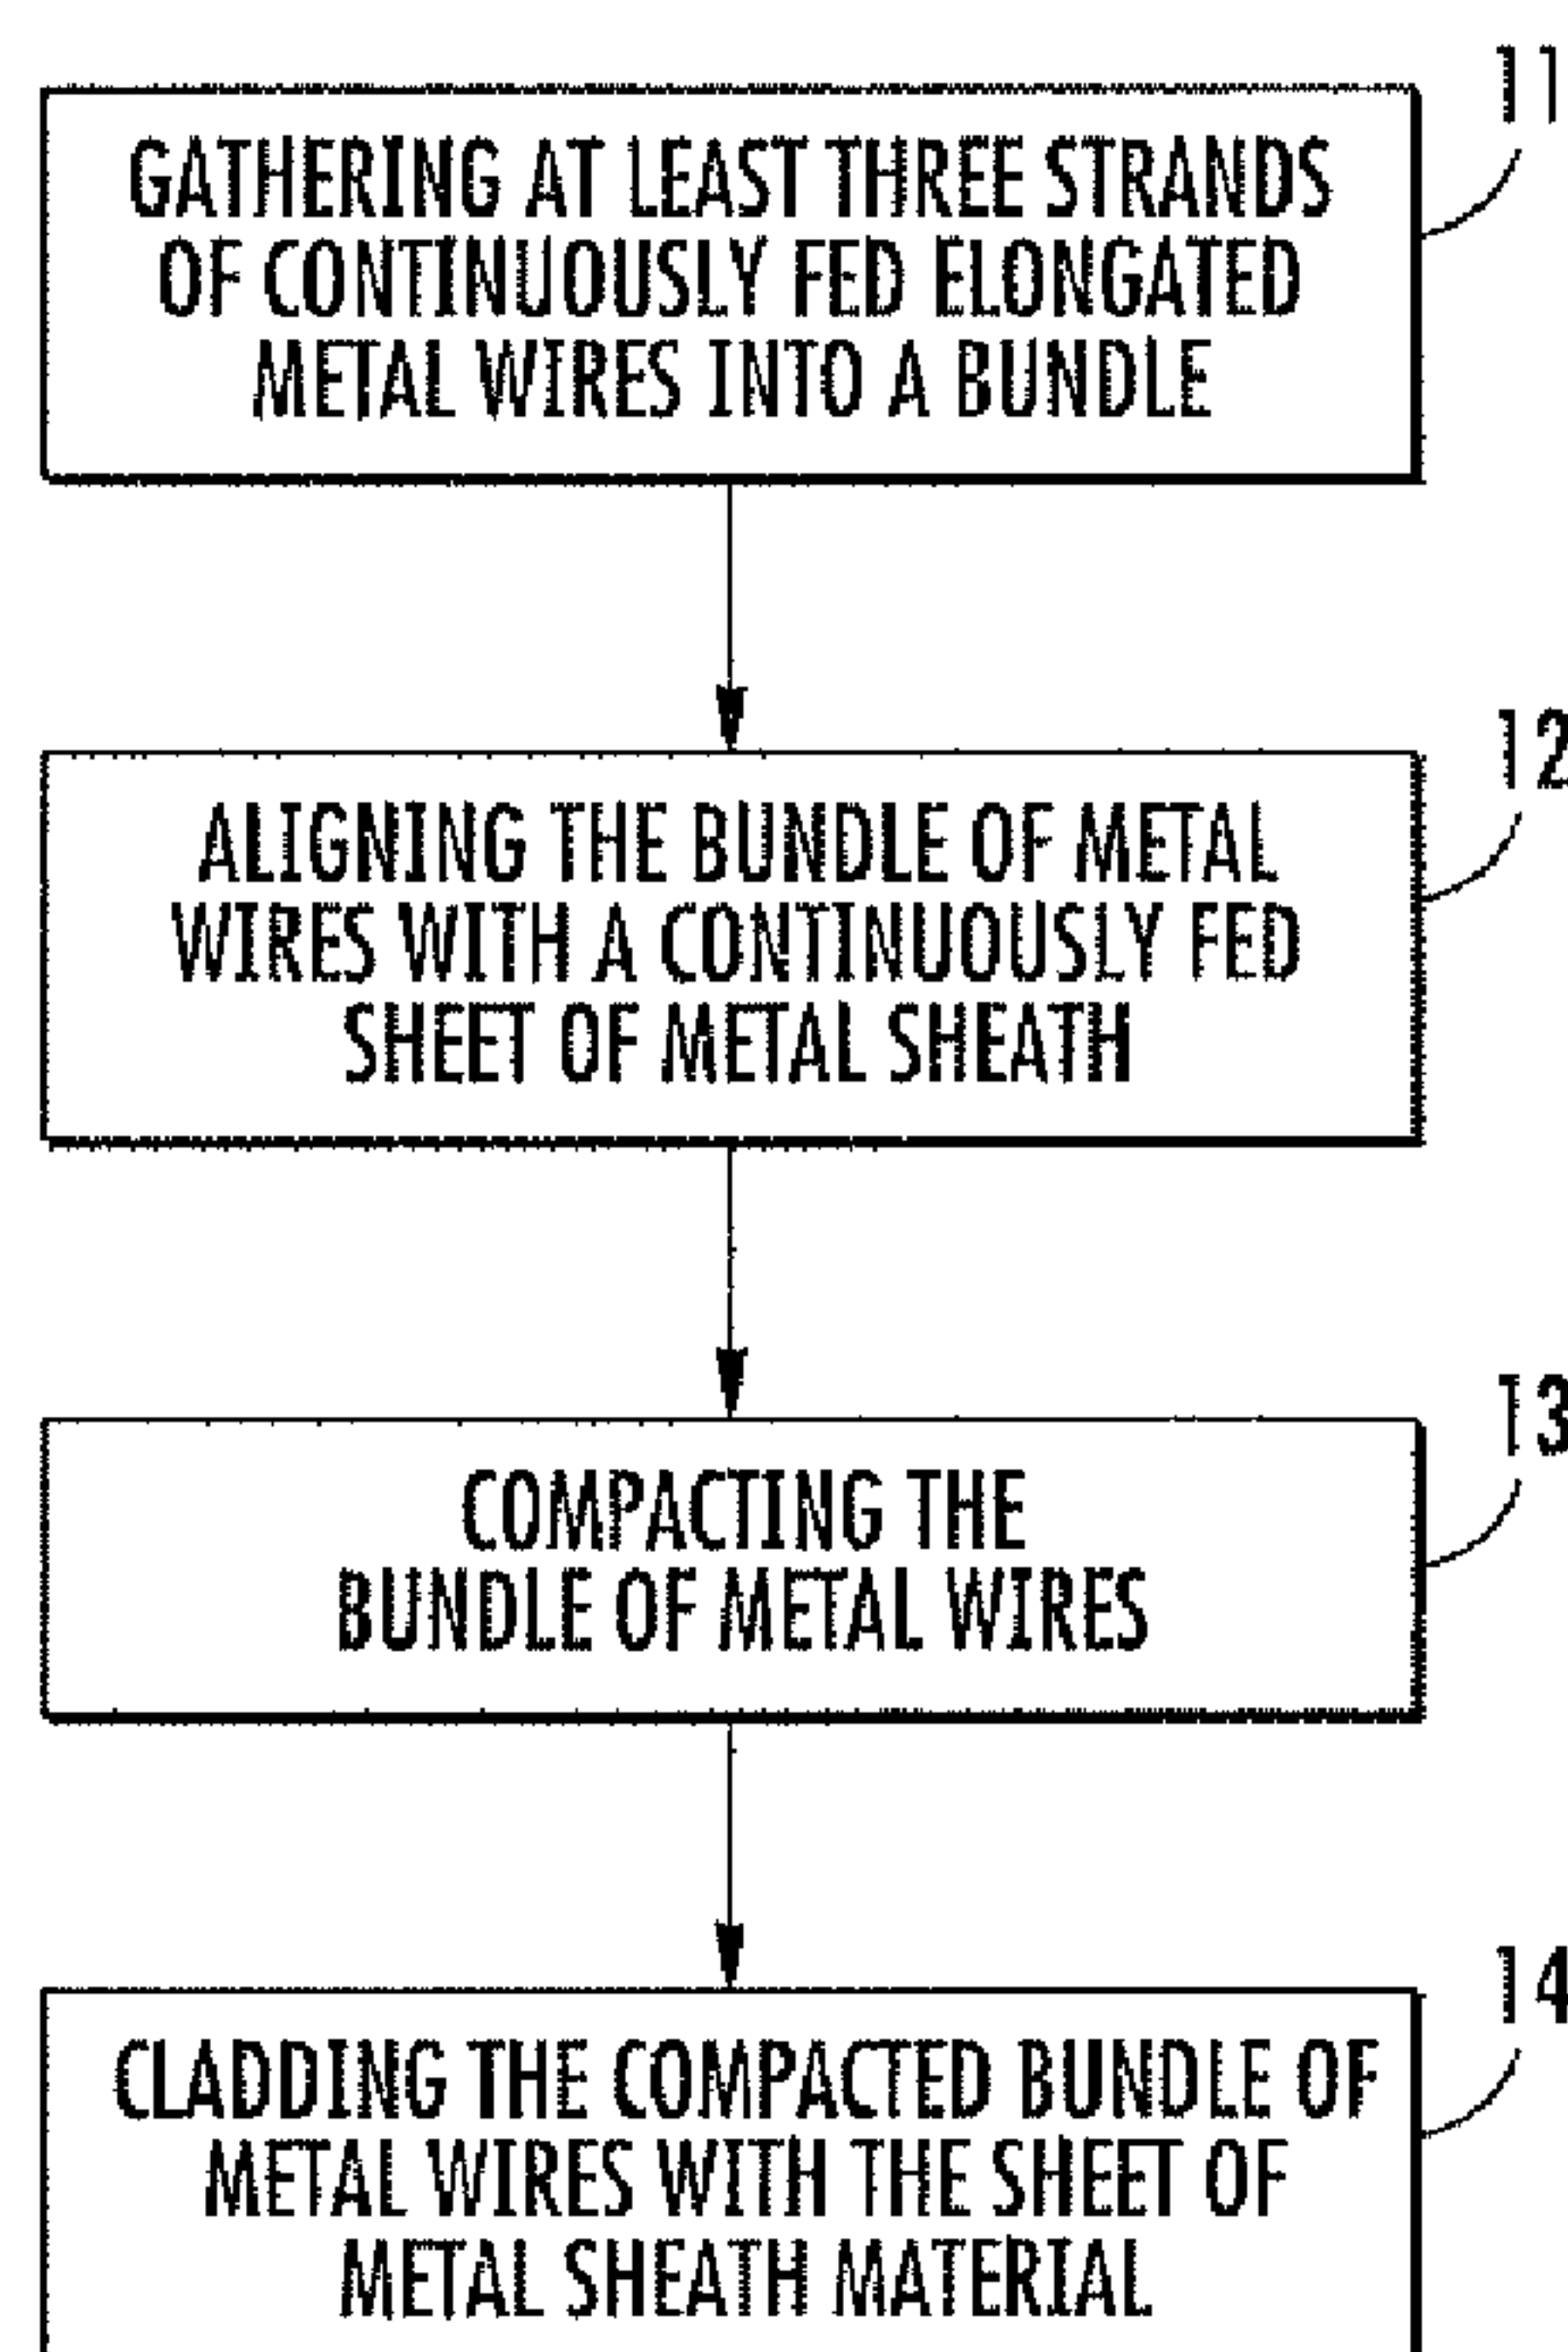 11
GATHERING AT LEAST THREE STRANDS
OF CONTINUOUSLY FED ELONGATED
METAL WIRES INTO A BUNDLE
12
ALIGNING THE BUNDLE OF METAL
WIRES WITH A CONTINUOUSLY FED
SHEET OF METAL SHEATH
13
COMPACTING THE
BUNDLE OF METAL WIRES
14
CLADDING THE COMPACTED BUNDLE OF
METAL WIRES WITH THE SHEET OF
METAL SHEATH MATERIAL